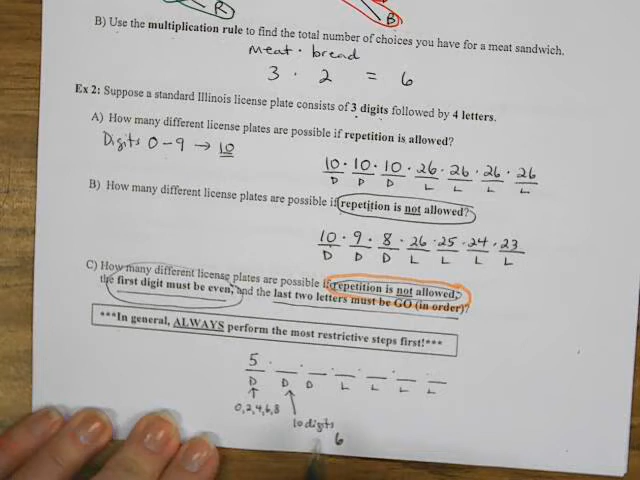 R
B
B) Use the multiplication rule to find the total number of choices you have for a meat sandwich.
meat · bread
3 · 2 = 6
Ex 2: Suppose a standard Illinois license plate consists of 3 digits followed by 4 letters.
A) How many different license plates are possible if repetition is allowed?
Digits 0-9 → 10
10 · 10 · 10 · 26 · 26 · 26 · 26
D D D L L L L
B) How many different license plates are possible if repetition is not allowed?
10 · 9 · 8 · 26 · 25 · 24 · 23
D D D L L L L
C) How many different license plates are possible if repetition is not allowed,
the first digit must be even, and the last two letters must be GO (in order)?
***In general, ALWAYS perform the most restrictive steps first!***
5 · _ · _ · _ · _ · _ · _
D D D L L L L
0,2,4,6,8
10 digits
6